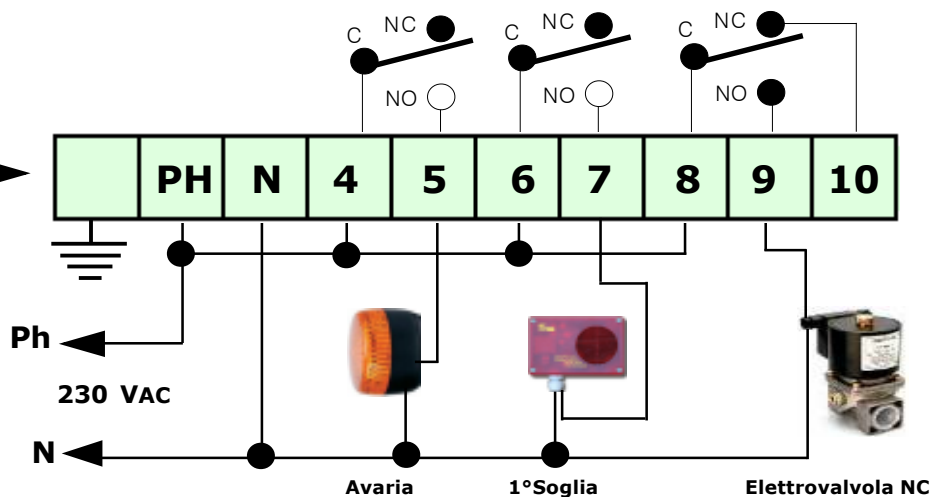 C NC C NC C NC
NO NO NO
PH N 4 5 6 7 8 9 10
Ph
230 VAC
N
Avaria 1°Soglia Elettrovalvola NC